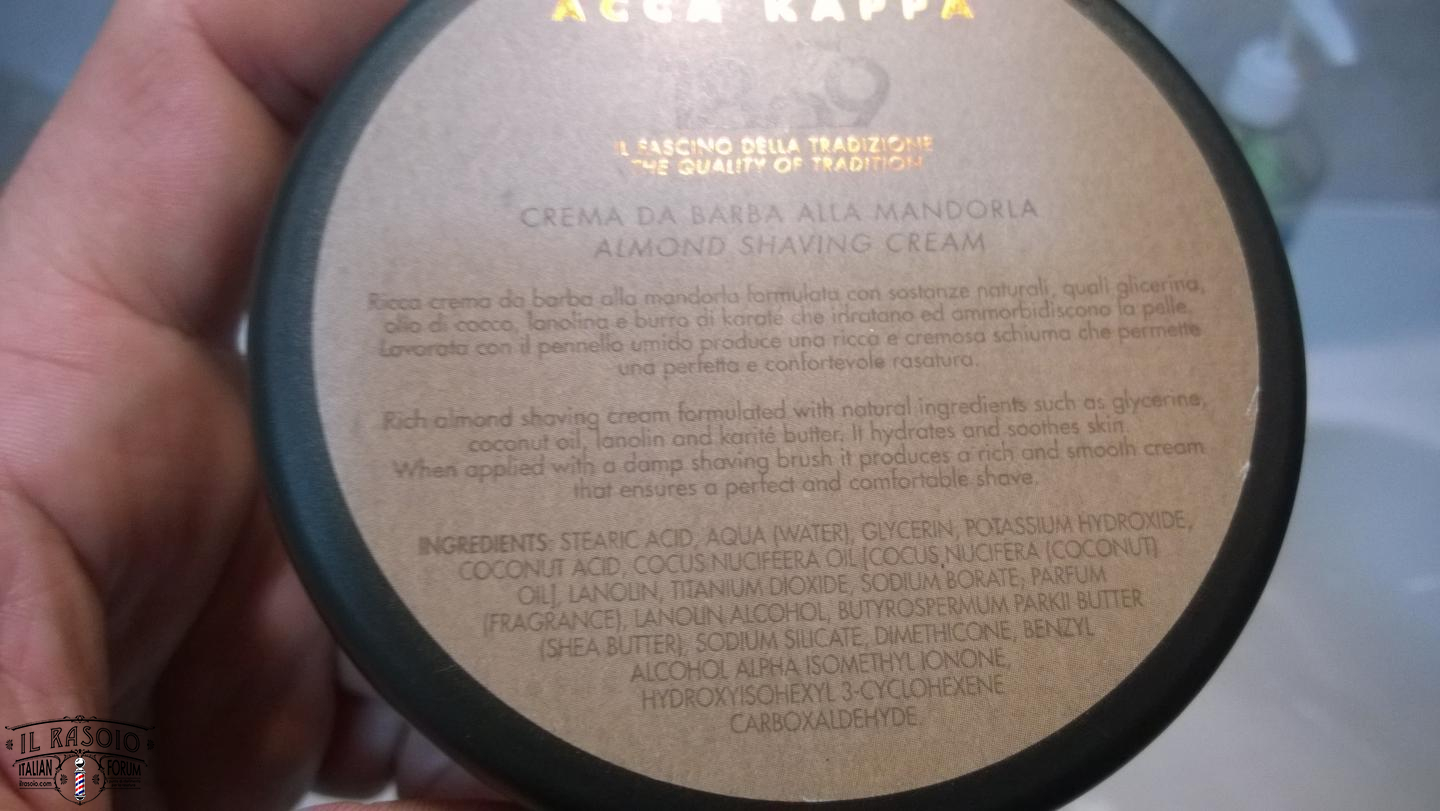 ACCA KAPPA
1869
IL FASCINO DELLA TRADIZIONE
THE QUALITY OF TRADITION
CREMA DA BARBA ALLA MANDORLA
ALMOND SHAVING CREAM
Ricca crema da barba alla mandorla formulata con sostanze naturali, quali glicerina,
olio di cocco, lanolina e burro di karaté che idratano ed ammorbidiscono la pelle.
Lavorata con il pennello umido produce una ricca e cremosa schiuma che permette
una perfetta e confortevole rasatura.
Rich almond shaving cream formulated with natural ingredients such as glycerine,
coconut oil, lanolin and karité butter. It hydrates and soothes skin.
When applied with a damp shaving brush it produces a rich and smooth cream
that ensures a perfect and comfortable shave.
INGREDIENTS: STEARIC ACID, AQUA (WATER), GLYCERIN, POTASSIUM HYDROXIDE,
COCONUT ACID, COCUS NUCIFEERA OIL [COCUS NUCIFERA (COCONUT)
OIL], LANOLIN, TITANIUM DIOXIDE, SODIUM BORATE, PARFUM
(FRAGRANCE), LANOLIN ALCOHOL, BUTYROSPERMUM PARKII BUTTER
(SHEA BUTTER), SODIUM SILICATE, DIMETHICONE, BENZYL
ALCOHOL ALPHA ISOMETHYL IONONE,
HYDROXYISOHEXYL 3-CYCLOHEXENE
CARBOXALDEHYDE.
IL RASOIO
ITALIAN FORUM
ilrasoio.com